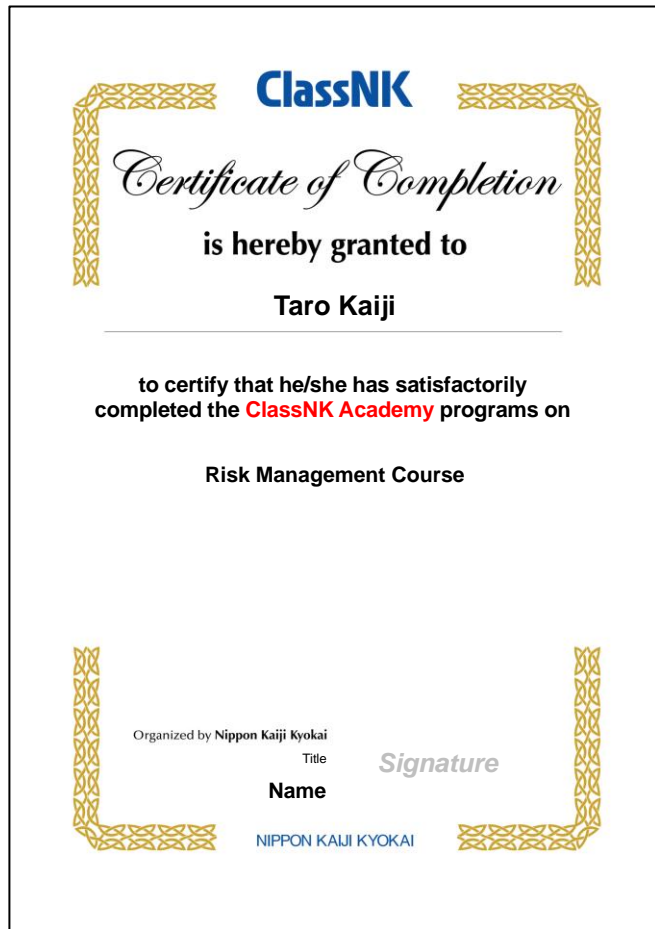 ClassNK
Certificate of Completion
is hereby granted to
Taro Kaiji
to certify that he/she has satisfactorily
completed the ClassNK Academy programs on
Risk Management Course
Organized by Nippon Kaiji Kyokai
Title
Signature
Name
NIPPON KAIJI KYOKAI